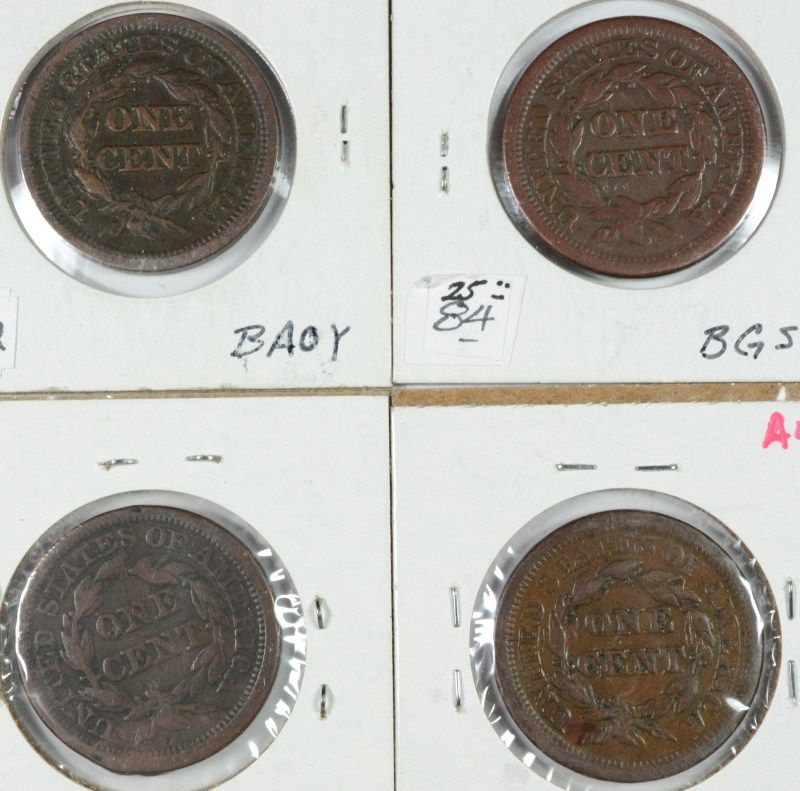 UNITED STATES OF AMERICA
ONE
CENT
BAOY
UNITED STATES OF AMERICA
ONE
CENT
25
84
BGS
UNITED STATES OF AMERICA
ONE
CENT
UNITED STATES OF AMERICA
ONE
CENT